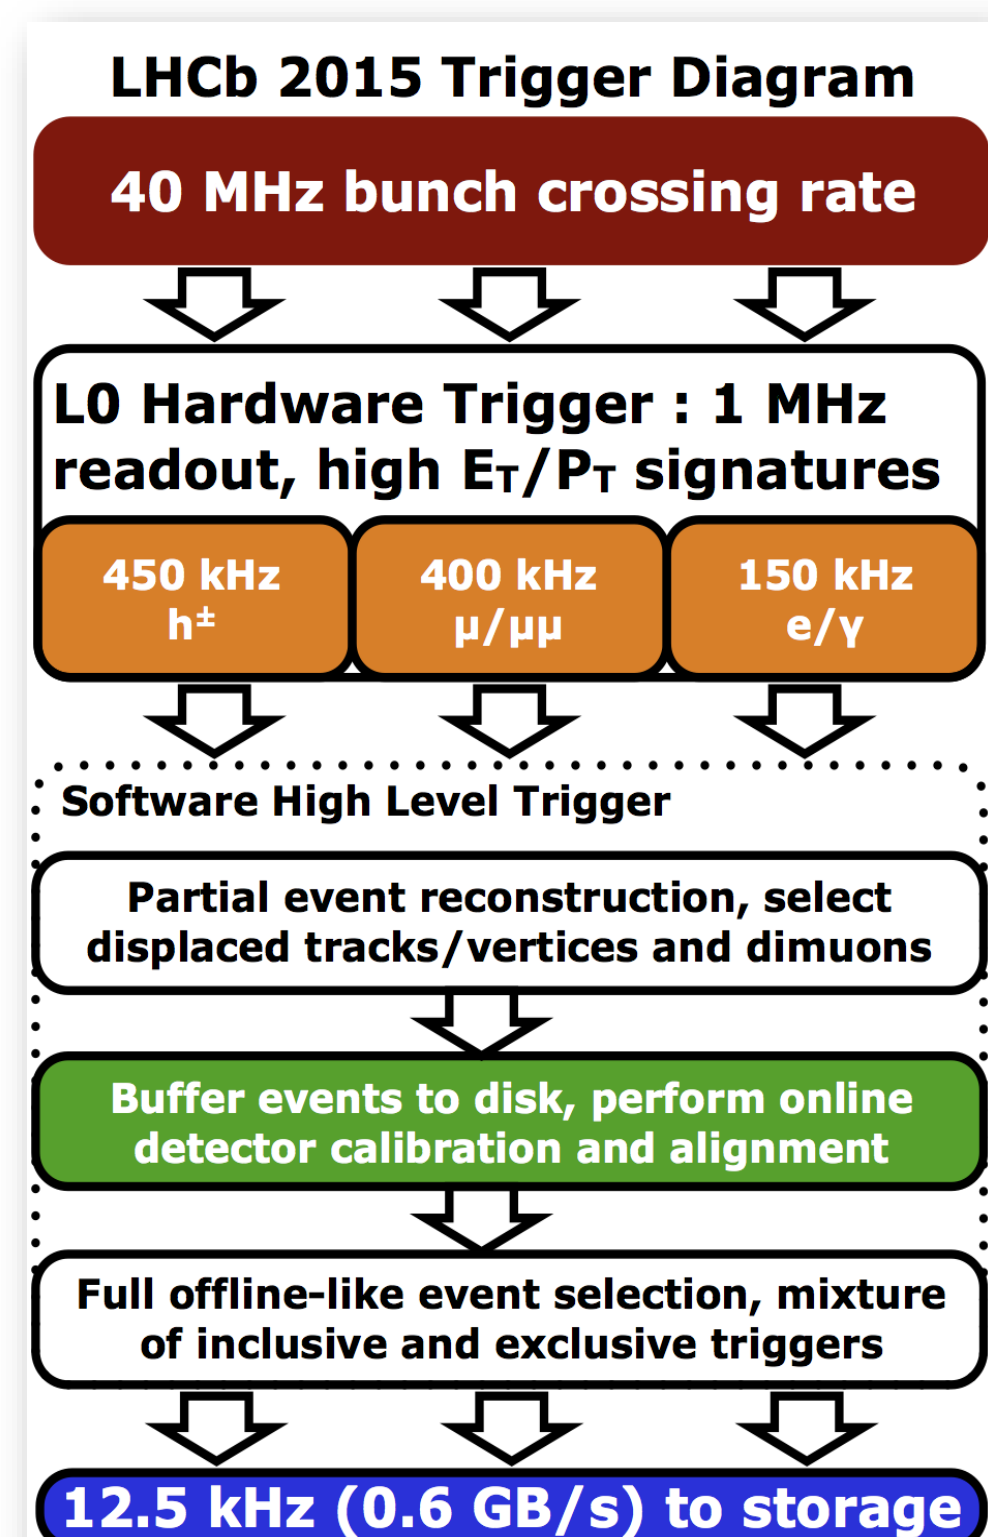 LHCb 2015 Trigger Diagram
40 MHz bunch crossing rate
L0 Hardware Trigger : 1 MHz
readout, high ET/PT signatures
450 kHz
h±
400 kHz
μ/μμ
150 kHz
e/γ
Software High Level Trigger
Partial event reconstruction, select
displaced tracks/vertices and dimuons
Buffer events to disk, perform online
detector calibration and alignment
Full offline-like event selection, mixture
of inclusive and exclusive triggers
12.5 kHz (0.6 GB/s) to storage